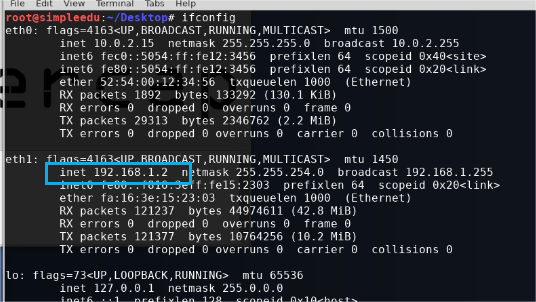 File Edit View Terminal Tabs Help
root@simpleedu:~/Desktop# ifconfig
eth0: flags=4163<UP,BROADCAST,RUNNING,MULTICAST> mtu 1500
inet 10.0.2.15 netmask 255.255.255.0 broadcast 10.0.2.255
inet6 fec0::5054:ff:fe12:3456 prefixlen 64 scopeid 0x40<site>
inet6 fe80::5054:ff:fe12:3456 prefixlen 64 scopeid 0x20<link>
ether 52:54:00:12:34:56 txqueuelen 1000 (Ethernet)
RX packets 1892 bytes 133292 (130.1 KiB)
RX errors 0 dropped 0 overruns 0 frame 0
TX packets 29313 bytes 2346762 (2.2 MiB)
TX errors 0 dropped 0 overruns 0 carrier 0 collisions 0
eth1: flags=4163<UP,BROADCAST,RUNNING,MULTICAST> mtu 1450
inet 192.168.1.2 netmask 255.255.254.0 broadcast 192.168.1.255
inet6 prefixlen 64 scopeid 0x20<link>
ether fa:16:3e:15:23:03 txqueuelen 1000 (Ethernet)
RX packets 121237 bytes 44974611 (42.8 MiB)
RX errors 0 dropped 0 overruns 0 frame 0
TX packets 121377 bytes 10764256 (10.2 MiB)
TX errors 0 dropped 0 overruns 0 carrier 0 collisions 0
lo: flags=73<UP,LOOPBACK,RUNNING> mtu 65536
inet 127.0.0.1 netmask 255.0.0.0
inet6 ::1 prefixlen 128 scopeid 0x10<host>